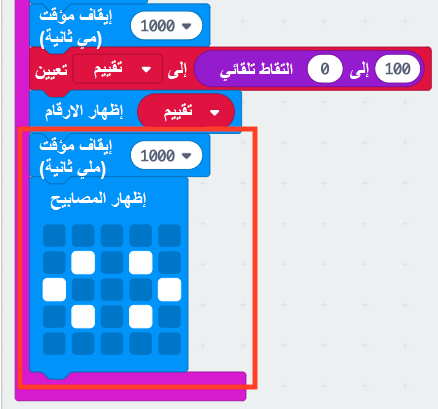 إيقاف مؤقت 1000
(مي ثانية)
تعيين تقييم إلى التقاط تلقائي 0 إلى 100
إظهار الارقام تقييم
إيقاف مؤقت 1000
(ملي ثانية)
إظهار المصابيح